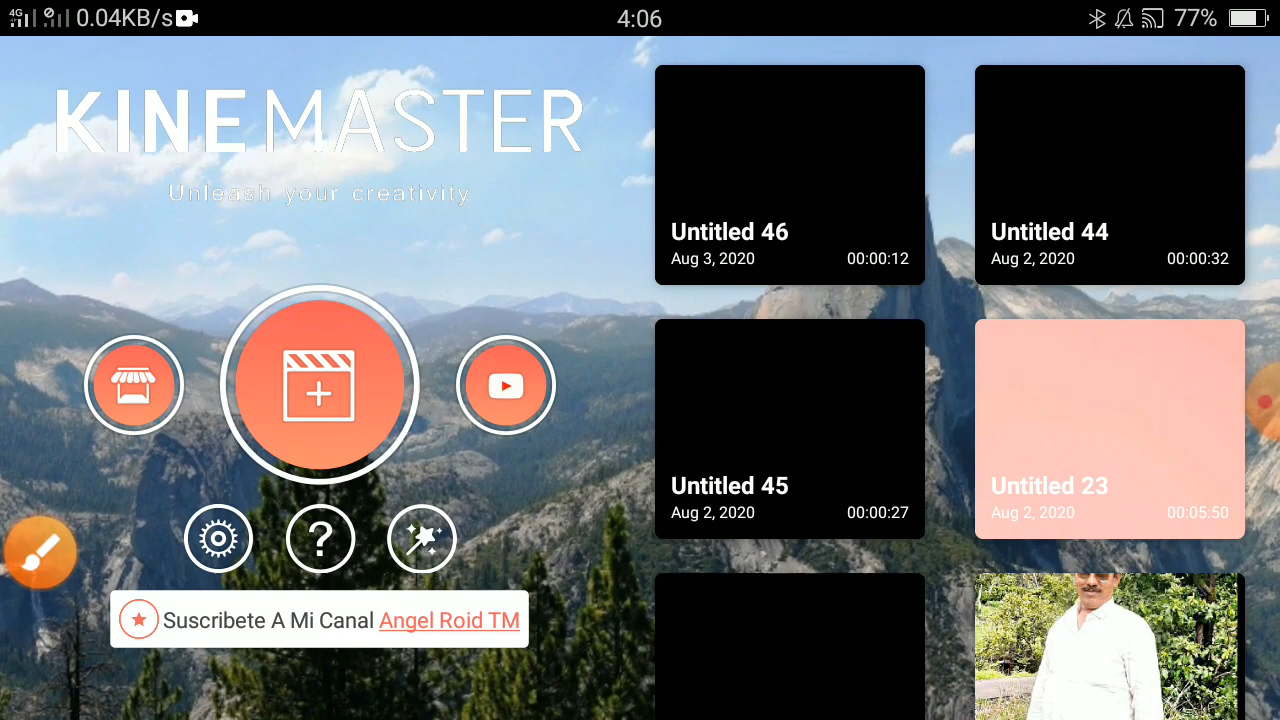 4G 0.04KB/s 4:06 77%
KINEMASTER
Unleash your creativity
Suscribete A Mi Canal Angel Roid TM
Untitled 46
Aug 3, 2020 00:00:12
Untitled 44
Aug 2, 2020 00:00:32
Untitled 45
Aug 2, 2020 00:00:27
Untitled 23
Aug 2, 2020 00:05:50